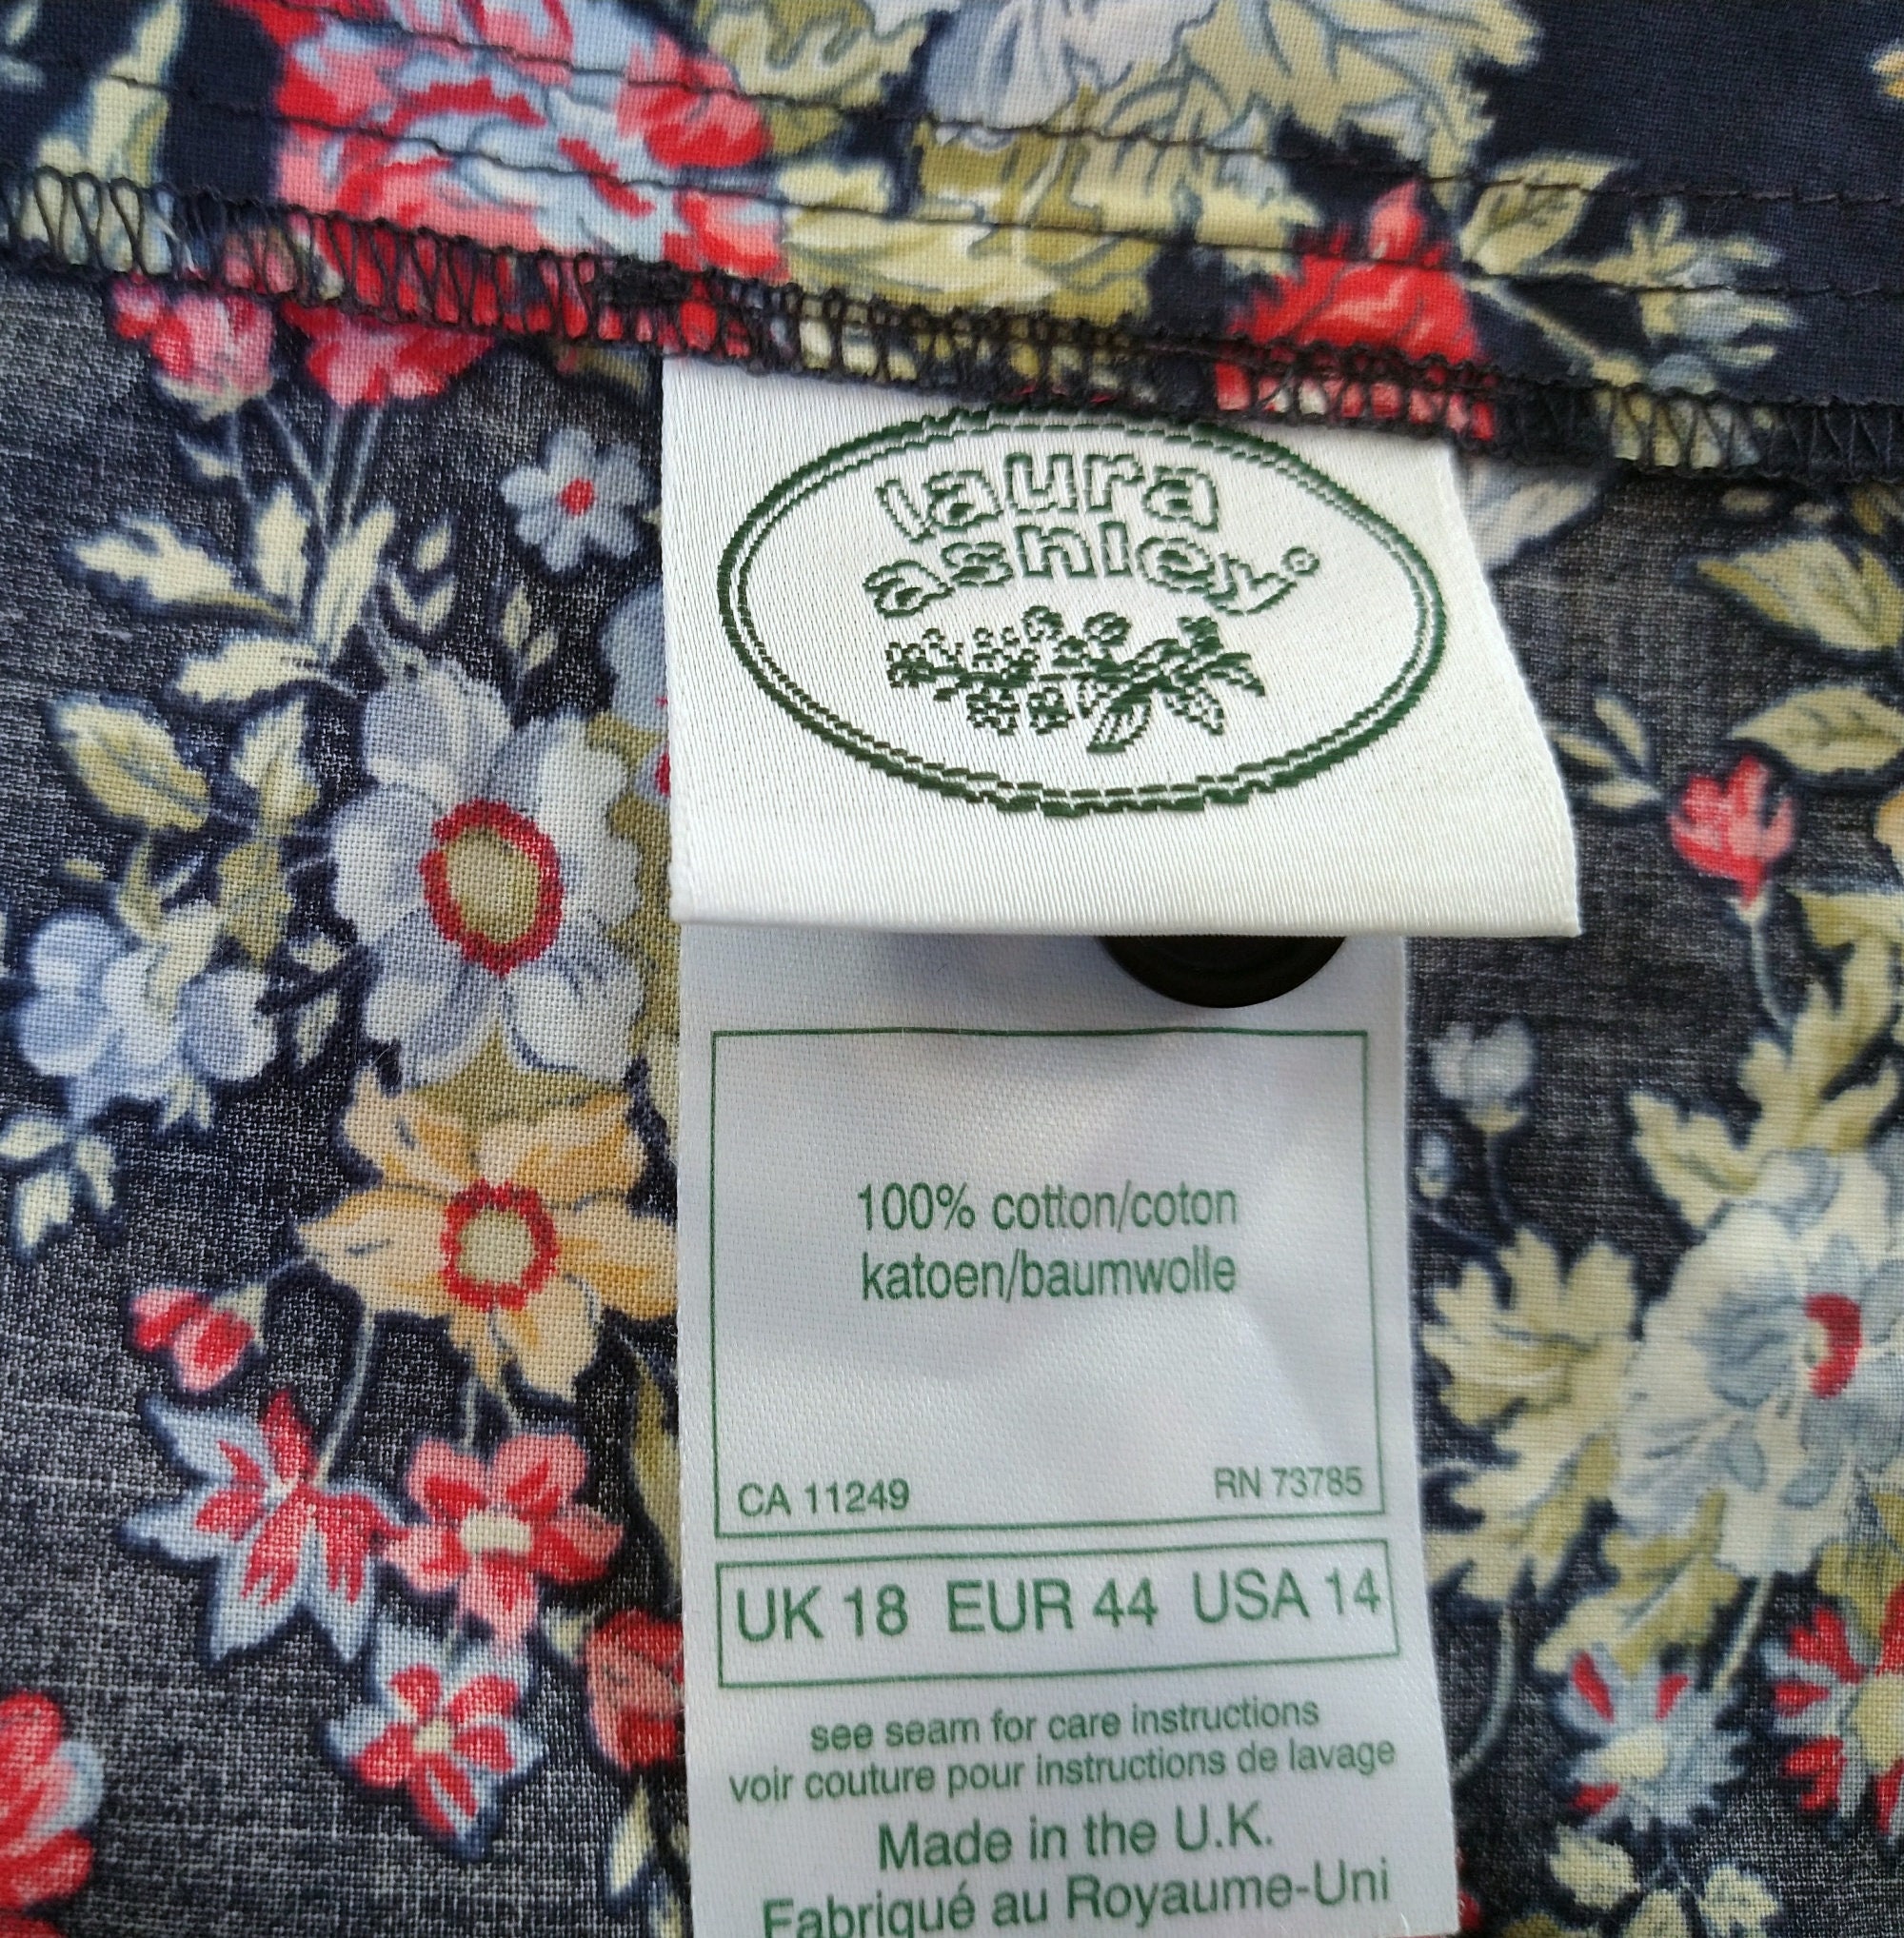 laura
ashley®
100% cotton/coton
katoen/baumwolle
CA 11249
RN 73785
UK 18 EUR 44 USA 14
see seam for care instructions
voir couture pour instructions de lavage
Made in the U.K.
Fabriqué au Royaume-Uni